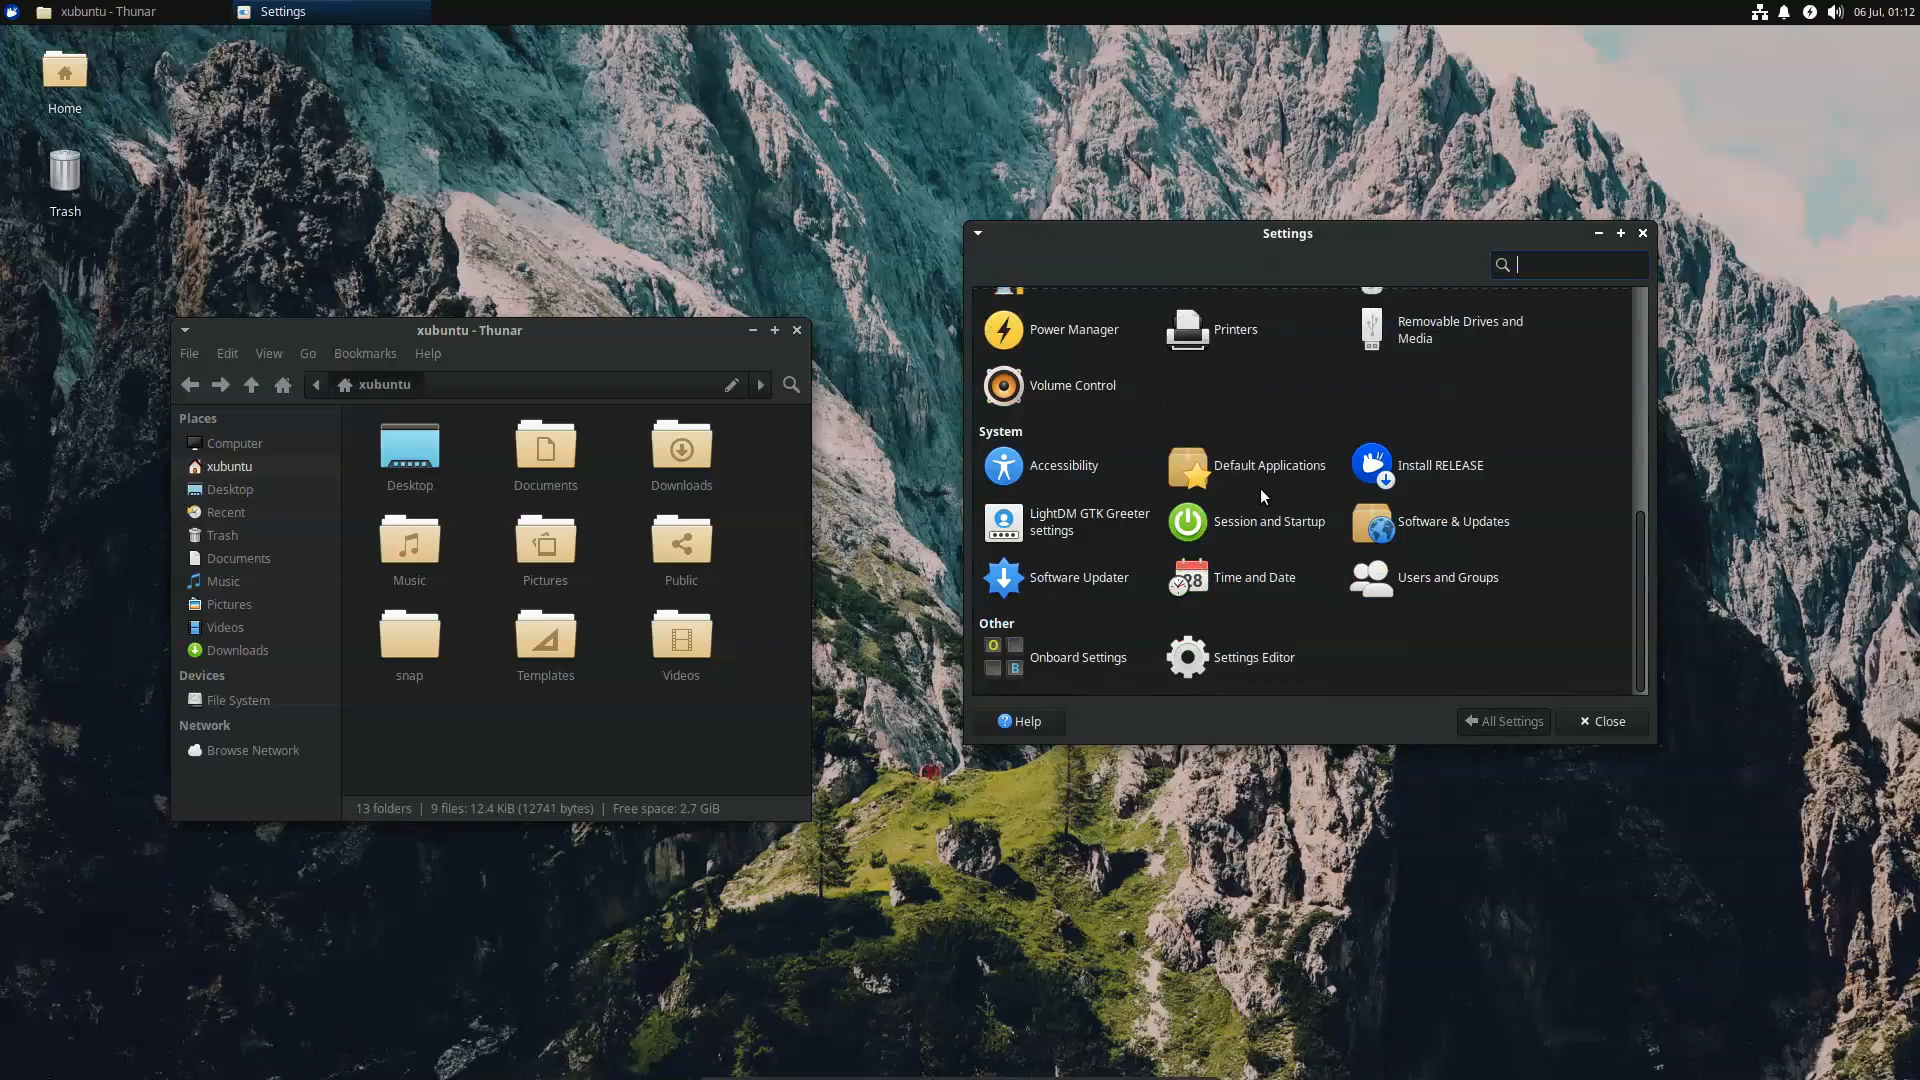 xubuntu - Thunar
Settings
06 Jul, 01:12
Home
Trash
xubuntu - Thunar
File Edit View Go Bookmarks Help
xubuntu
Places
Computer
xubuntu
Desktop
Recent
Trash
Documents
Music
Pictures
Videos
Downloads
Devices
File System
Network
Browse Network
Desktop Documents Downloads
Music Pictures Public
snap Templates Videos
13 folders | 9 files: 12.4 KiB (12741 bytes) | Free space: 2.7 GiB
Settings
Power Manager
Printers
Removable Drives and
Media
Volume Control
System
Accessibility
Default Applications
Install RELEASE
LightDM GTK Greeter
settings
Session and Startup
Software & Updates
Software Updater
28
Time and Date
Users and Groups
Other
O
B
Onboard Settings
Settings Editor
? Help
All Settings
Close